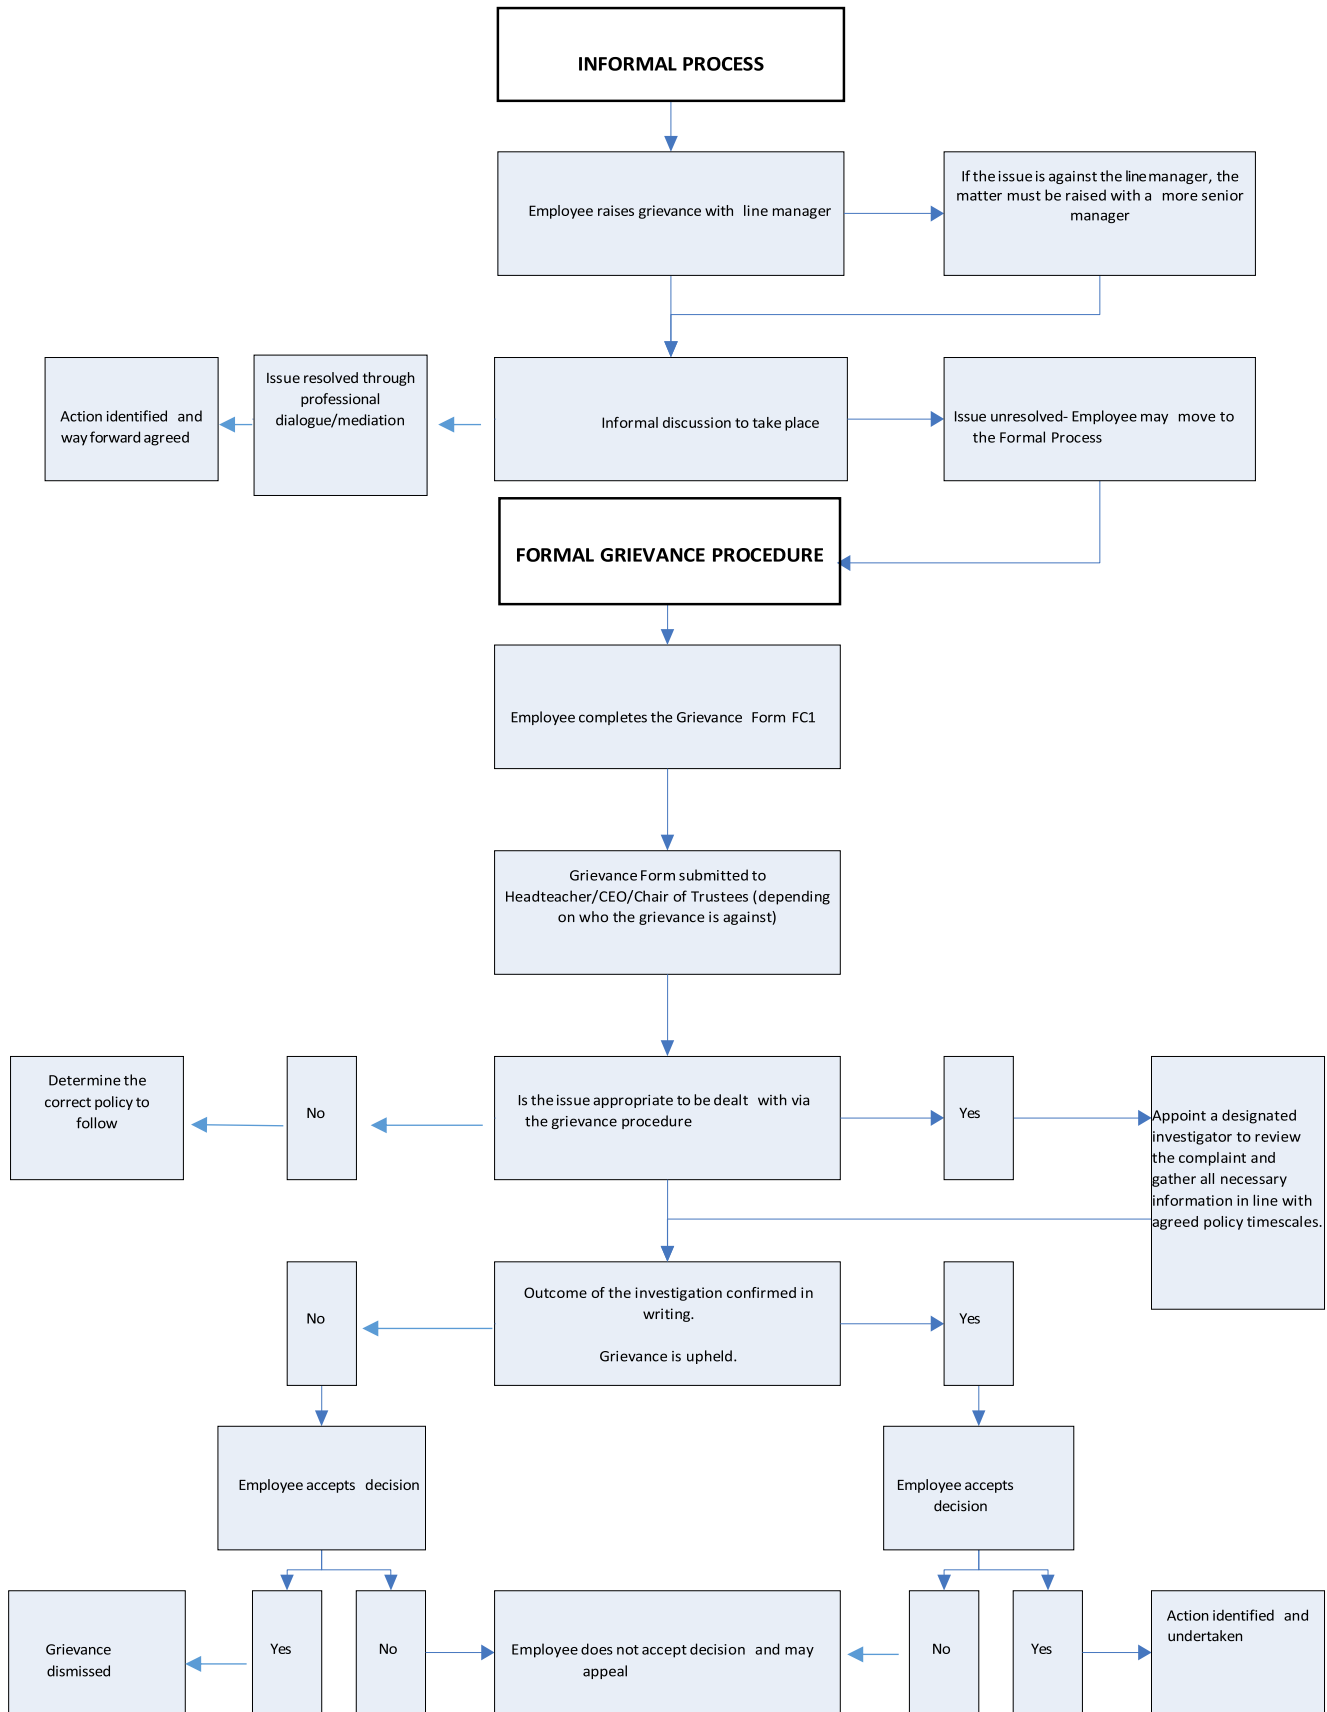 INFORMAL PROCESS
Employee raises grievance with line manager
If the issue is against the line manager, the
matter must be raised with a more senior
manager
Action identified and
way forward agreed
Issue resolved through
professional
dialogue/mediation
Informal discussion to take place
Issue unresolved- Employee may move to
the Formal Process
FORMAL GRIEVANCE PROCEDURE
Employee completes the Grievance Form FC1
Grievance Form submitted to
Headteacher/CEO/Chair of Trustees (depending
on who the grievance is against)
Determine the
correct policy to
follow
No
Is the issue appropriate to be dealt with via
the grievance procedure
Yes
Appoint a designated
investigator to review
the complaint and
gather all necessary
information in line with
agreed policy timescales.
No
Outcome of the investigation confirmed in
writing.
Grievance is upheld.
Yes
Employee accepts decision
Employee accepts
decision
Grievance
dismissed
Yes
No
Employee does not accept decision and may
appeal
No
Yes
Action identified and
undertaken